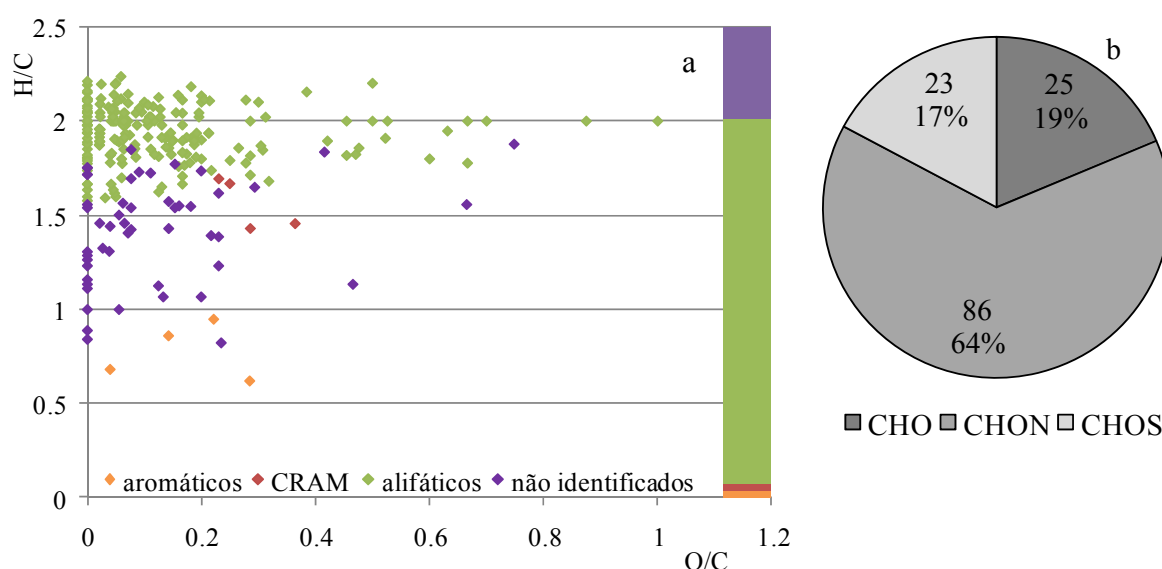 2.5
a
b
H/C
2
1.5
1
0.5
0
aromáticos CRAM alifáticos não identificados
0 0.2 0.4 0.6 0.8 1 1.2
O/C
23
17%
25
19%
86
64%
CHO CHON CHOS